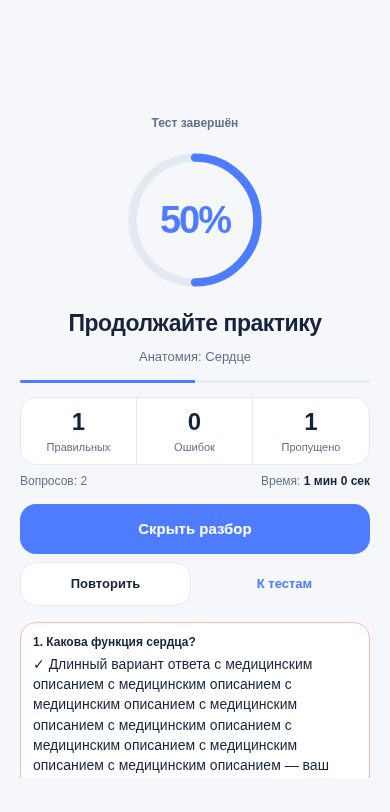 Тест завершён
50%
Продолжайте практику
Анатомия: Сердце
1 0 1
Правильных Ошибок Пропущено
Вопросов: 2 Время: 1 мин 0 сек
Скрыть разбор
Повторить К тестам
1. Какова функция сердца?
✓ Длинный вариант ответа с медицинским
описанием с медицинским описанием с
медицинским описанием с медицинским
описанием с медицинским описанием с
медицинским описанием с медицинским
описанием с медицинским описанием — ваш